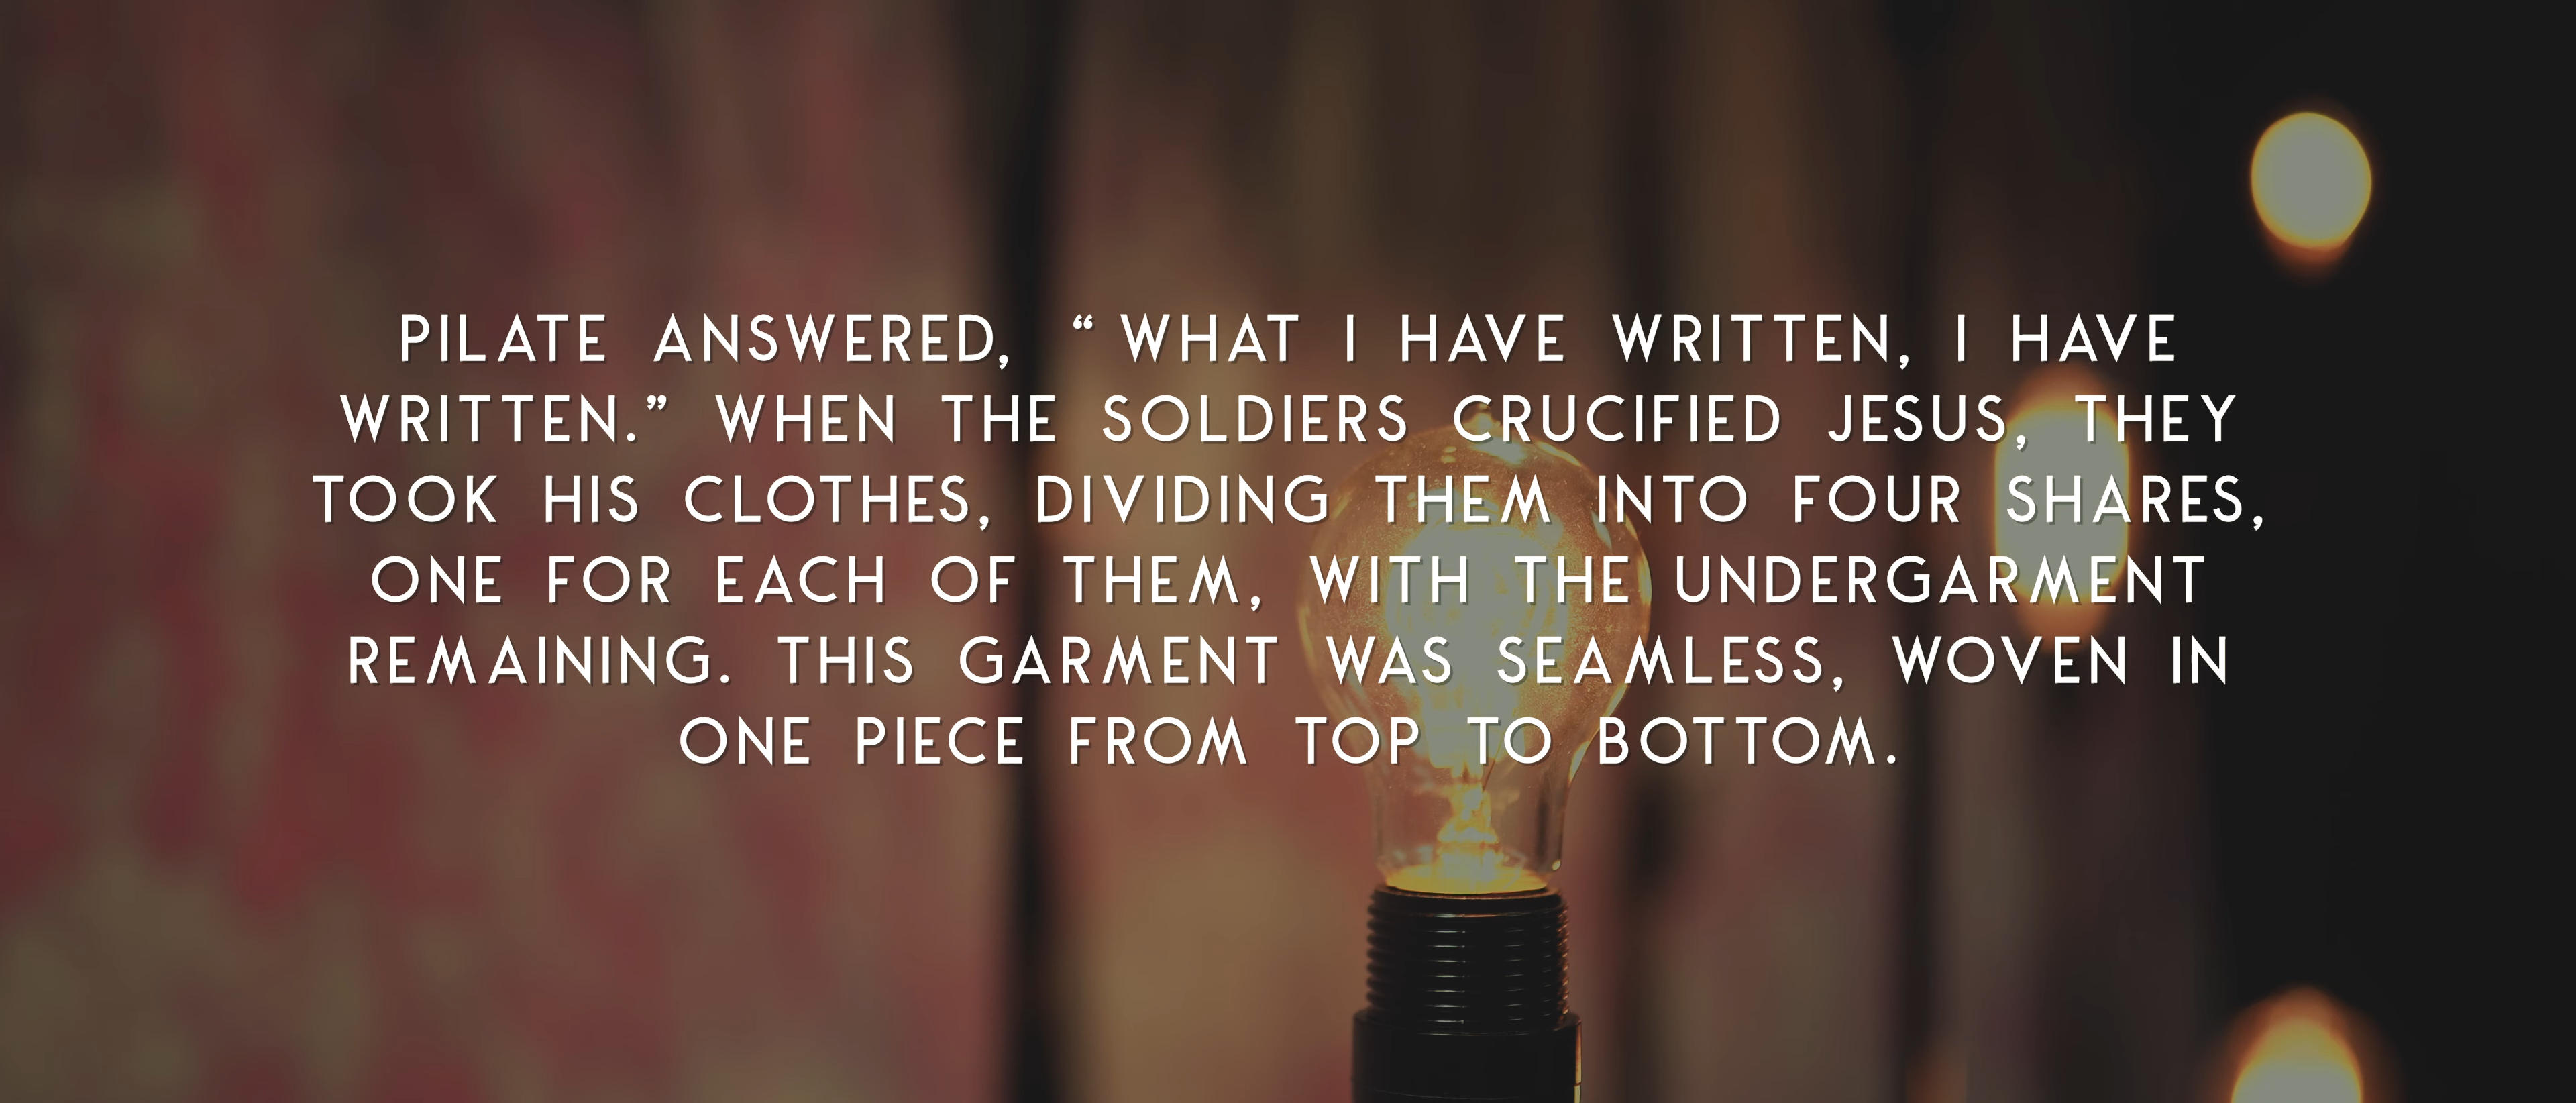 PILATE ANSWERED, “ WHAT I HAVE WRITTEN, I HAVE
WRITTEN.” WHEN THE SOLDIERS CRUCIFIED JESUS, THEY
TOOK HIS CLOTHES, DIVIDING THEM INTO FOUR SHARES,
ONE FOR EACH OF THEM, WITH THE UNDERGARMENT
REMAINING. THIS GARMENT WAS SEAMLESS, WOVEN IN
ONE PIECE FROM TOP TO BOTTOM.